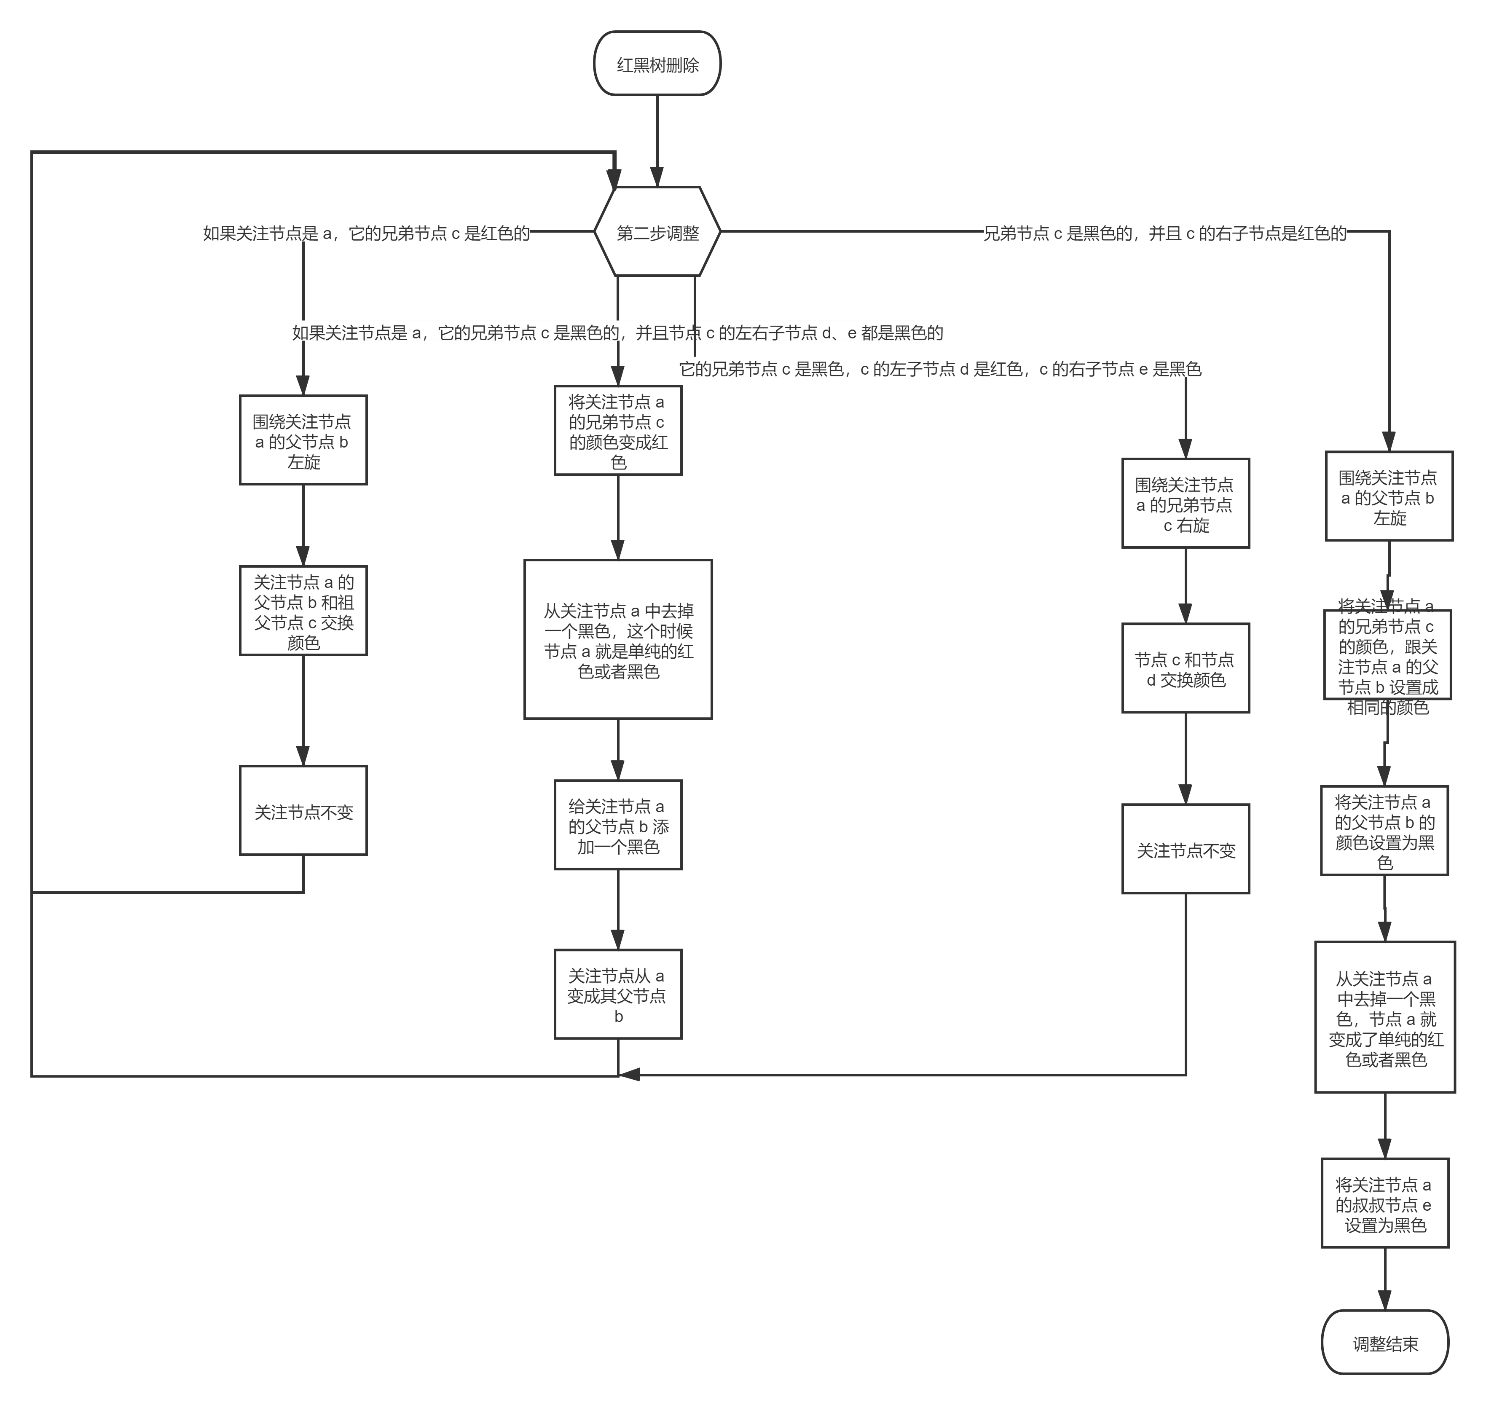 红黑树删除
第二步调整
如果关注节点是 a，它的兄弟节点 c 是红色的
兄弟节点 c 是黑色的，并且 c 的右子节点是红色的
如果关注节点是 a，它的兄弟节点 c 是黑色的，并且节点 c 的左右子节点 d、e 都是黑色的
它的兄弟节点 c 是黑色，c 的左子节点 d 是红色，c 的右子节点 e 是黑色
围绕关注节点
a 的父节点 b
左旋
关注节点 a 的
父节点 b 和祖
父节点 c 交换
颜色
关注节点不变
将关注节点 a
的兄弟节点 c
的颜色变成红
色
从关注节点 a 中去掉
一个黑色，这个时候
节点 a 就是单纯的红
色或者黑色
给关注节点 a
的父节点 b 添
加一个黑色
关注节点从 a
变成其父节点
b
围绕关注节点
a 的兄弟节点
c 右旋
节点 c 和节点
d 交换颜色
关注节点不变
围绕关注节点
a 的父节点 b
左旋
将关注节点 a
的兄弟节点 c
的颜色，跟关
注节点 a 的父
节点 b 设置成
相同的颜色
将关注节点 a
的父节点 b 的
颜色设置为黑
色
从关注节点 a
中去掉一个黑
色，节点 a 就
变成了单纯的红
色或者黑色
将关注节点 a
的叔叔节点 e
设置为黑色
调整结束